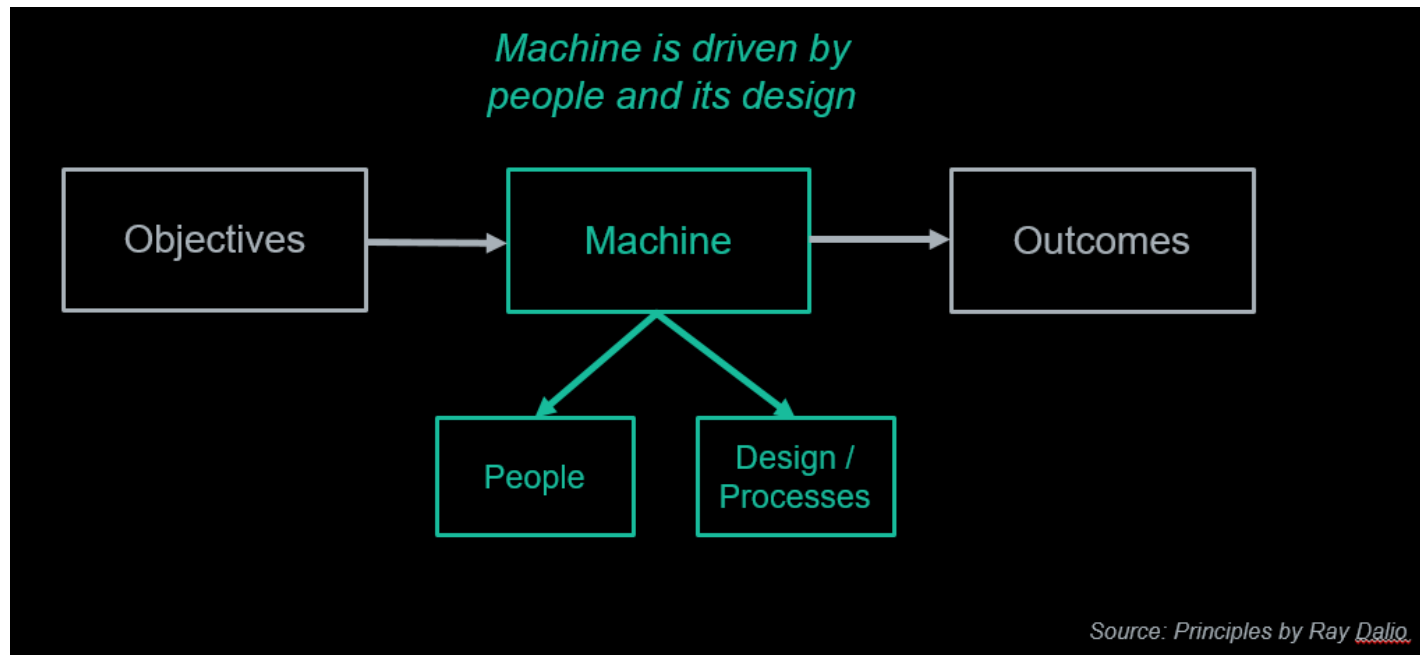 Machine is driven by
people and its design
Objectives
Machine
Outcomes
People
Design /
Processes
Source: Principles by Ray Dalio